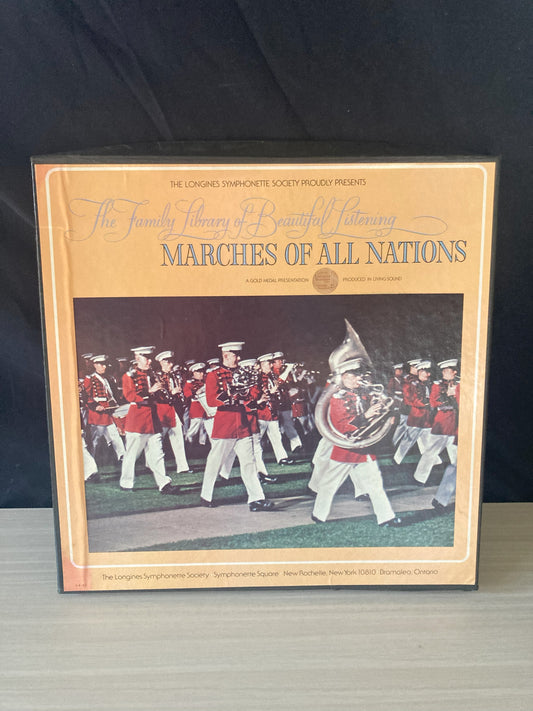 THE LONGINES SYMPHONETTE SOCIETY PROUDLY PRESENTS
The Family Library of Beautiful Listening
MARCHES OF ALL NATIONS
A GOLD MEDAL PRESENTATION PRODUCED IN LIVING SOUND
The Longines Symphonette Society Symphonette Square New Rochelle, New York 10810 Bramalea, Ontario